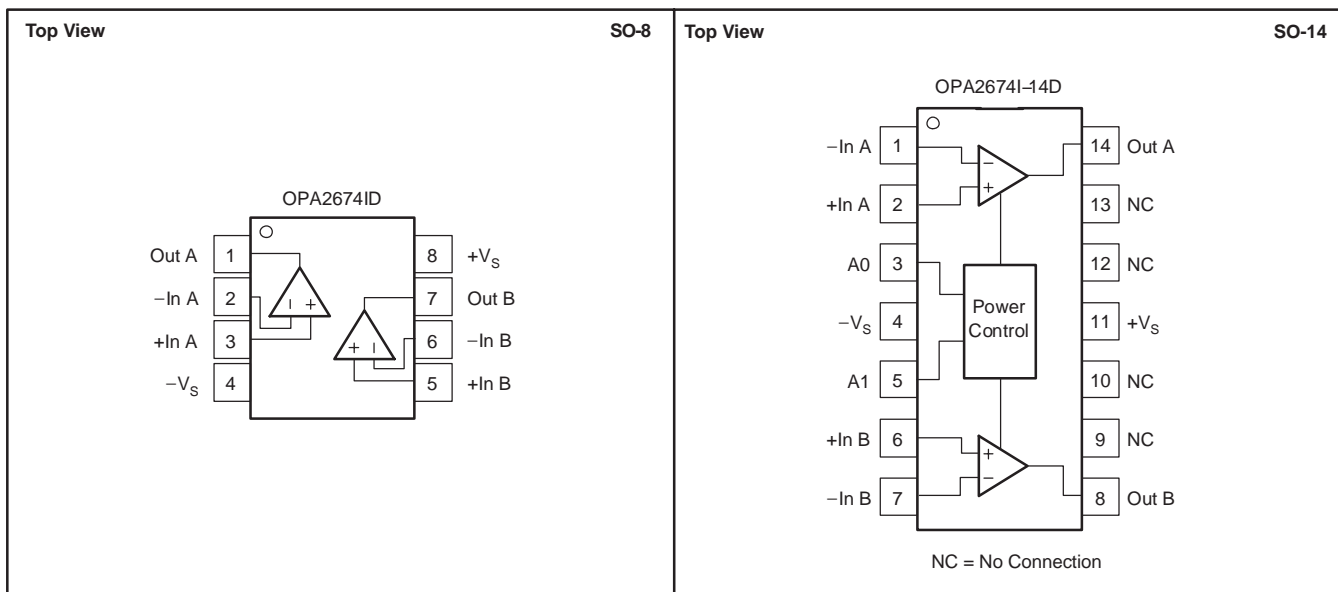 Top View SO-8
OPA2674ID
Out A 1
−In A 2
+In A 3
−VS 4
8 +VS
7 Out B
6 −In B
5 +In B
− +
+ −
Top View SO-14
OPA2674I−14D
−In A 1
+In A 2
A0 3
−VS 4
A1 5
+In B 6
−In B 7
−
+
Power
Control
+
−
14 Out A
13 NC
12 NC
11 +VS
10 NC
9 NC
8 Out B
NC = No Connection